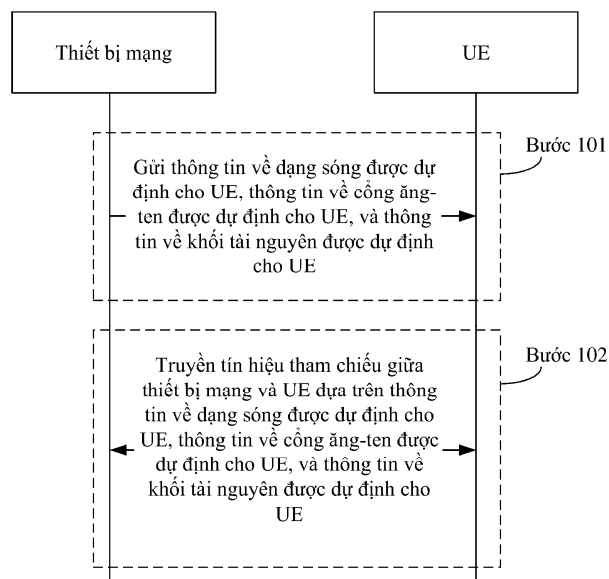 Thiết bị mạng
UE
Bước 101
Gửi thông tin về dạng sóng được dự
định cho UE, thông tin về cổng ăng-
ten được dự định cho UE, và thông
tin về khối tài nguyên được dự định
cho UE
Bước 102
Truyền tín hiệu tham chiếu giữa
thiết bị mạng và UE dựa trên thông
tin về dạng sóng được dự định cho
UE, thông tin về cổng ăng-ten được
dự định cho UE, và thông tin về
khối tài nguyên được dự định cho
UE